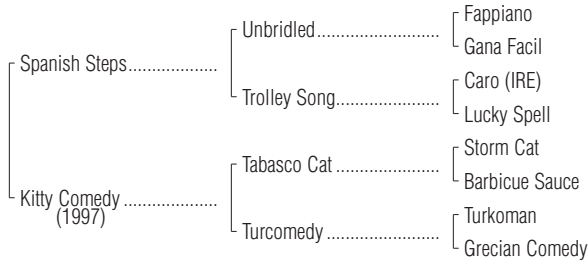 Fappiano
Unbridled
Gana Facil
Spanish Steps
Caro (IRE)
Trolley Song
Lucky Spell
Storm Cat
Tabasco Cat
Barbicue Sauce
Kitty Comedy
(1997)
Turkoman
Turcomedy
Grecian Comedy